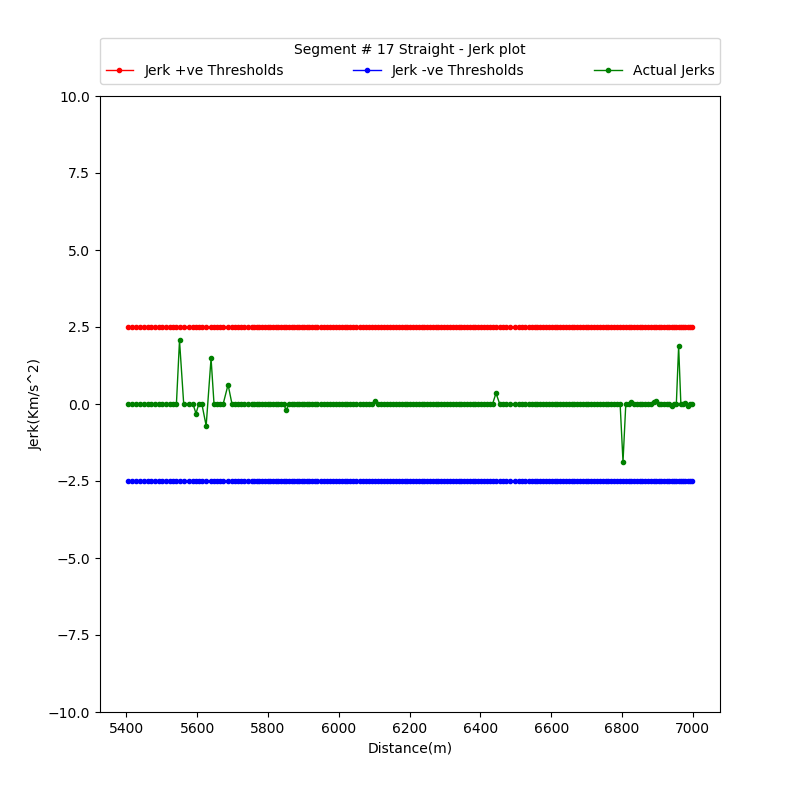 Segment # 17 Straight - Jerk plot
Jerk +ve Thresholds Jerk -ve Thresholds Actual Jerks
10.0
7.5
5.0
2.5
0.0
−2.5
−5.0
−7.5
−10.0
Jerk(Km/s^2)
5400 5600 5800 6000 6200 6400 6600 6800 7000
Distance(m)